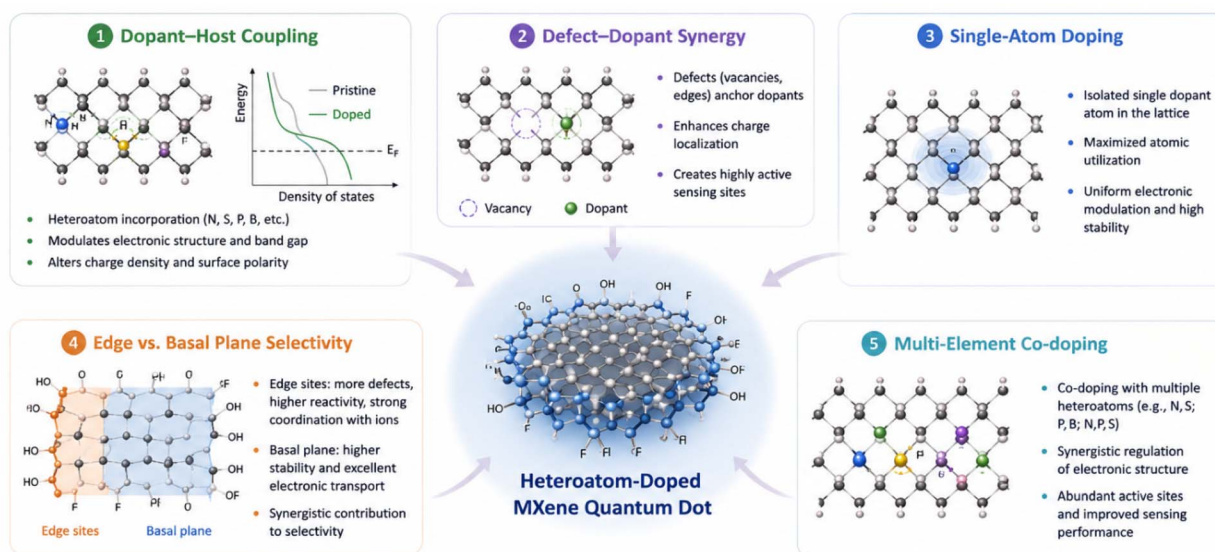 1 Dopant–Host Coupling
N
H
H
H
F
Energy
Pristine
Doped
E_F
Density of states
• Heteroatom incorporation (N, S, P, B, etc.)
• Modulates electronic structure and band gap
• Alters charge density and surface polarity
2 Defect–Dopant Synergy
• Defects (vacancies,
edges) anchor dopants
• Enhances charge
localization
• Creates highly active
sensing sites
Vacancy
Dopant
3 Single-Atom Doping
• Isolated single dopant
atom in the lattice
• Maximized atomic
utilization
• Uniform electronic
modulation and high
stability
O
OH
OH
F
OH
OF
OH
HO
F
F
Heteroatom-Doped
MXene Quantum Dot
4 Edge vs. Basal Plane Selectivity
HO
O
O
F
HO
OH
HO
OH
HO
OH
HO
OF
F
F
O
Edge sites
Basal plane
• Edge sites: more defects,
higher reactivity, strong
coordination with ions
• Basal plane: higher
stability and excellent
electronic transport
• Synergistic contribution
to selectivity
5 Multi-Element Co-doping
• Co-doping with multiple
heteroatoms (e.g., N, S;
P, B; N,P, S)
• Synergistic regulation
of electronic structure
• Abundant active sites
and improved sensing
performance